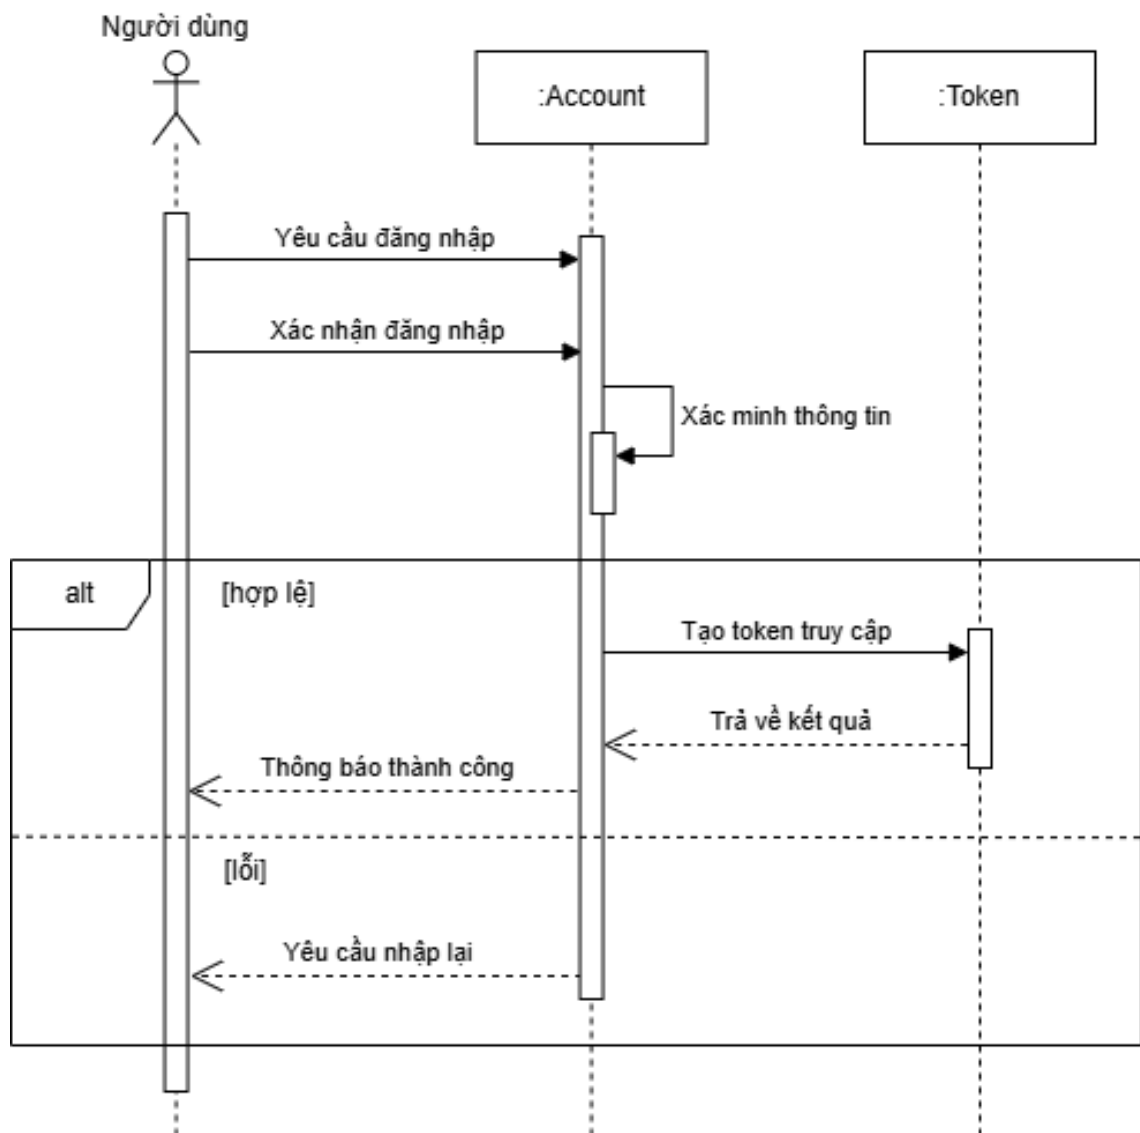 Người dùng
:Account
:Token
Yêu cầu đăng nhập
Xác nhận đăng nhập
Xác minh thông tin
alt
[hợp lệ]
Tạo token truy cập
Trả về kết quả
Thông báo thành công
[lỗi]
Yêu cầu nhập lại